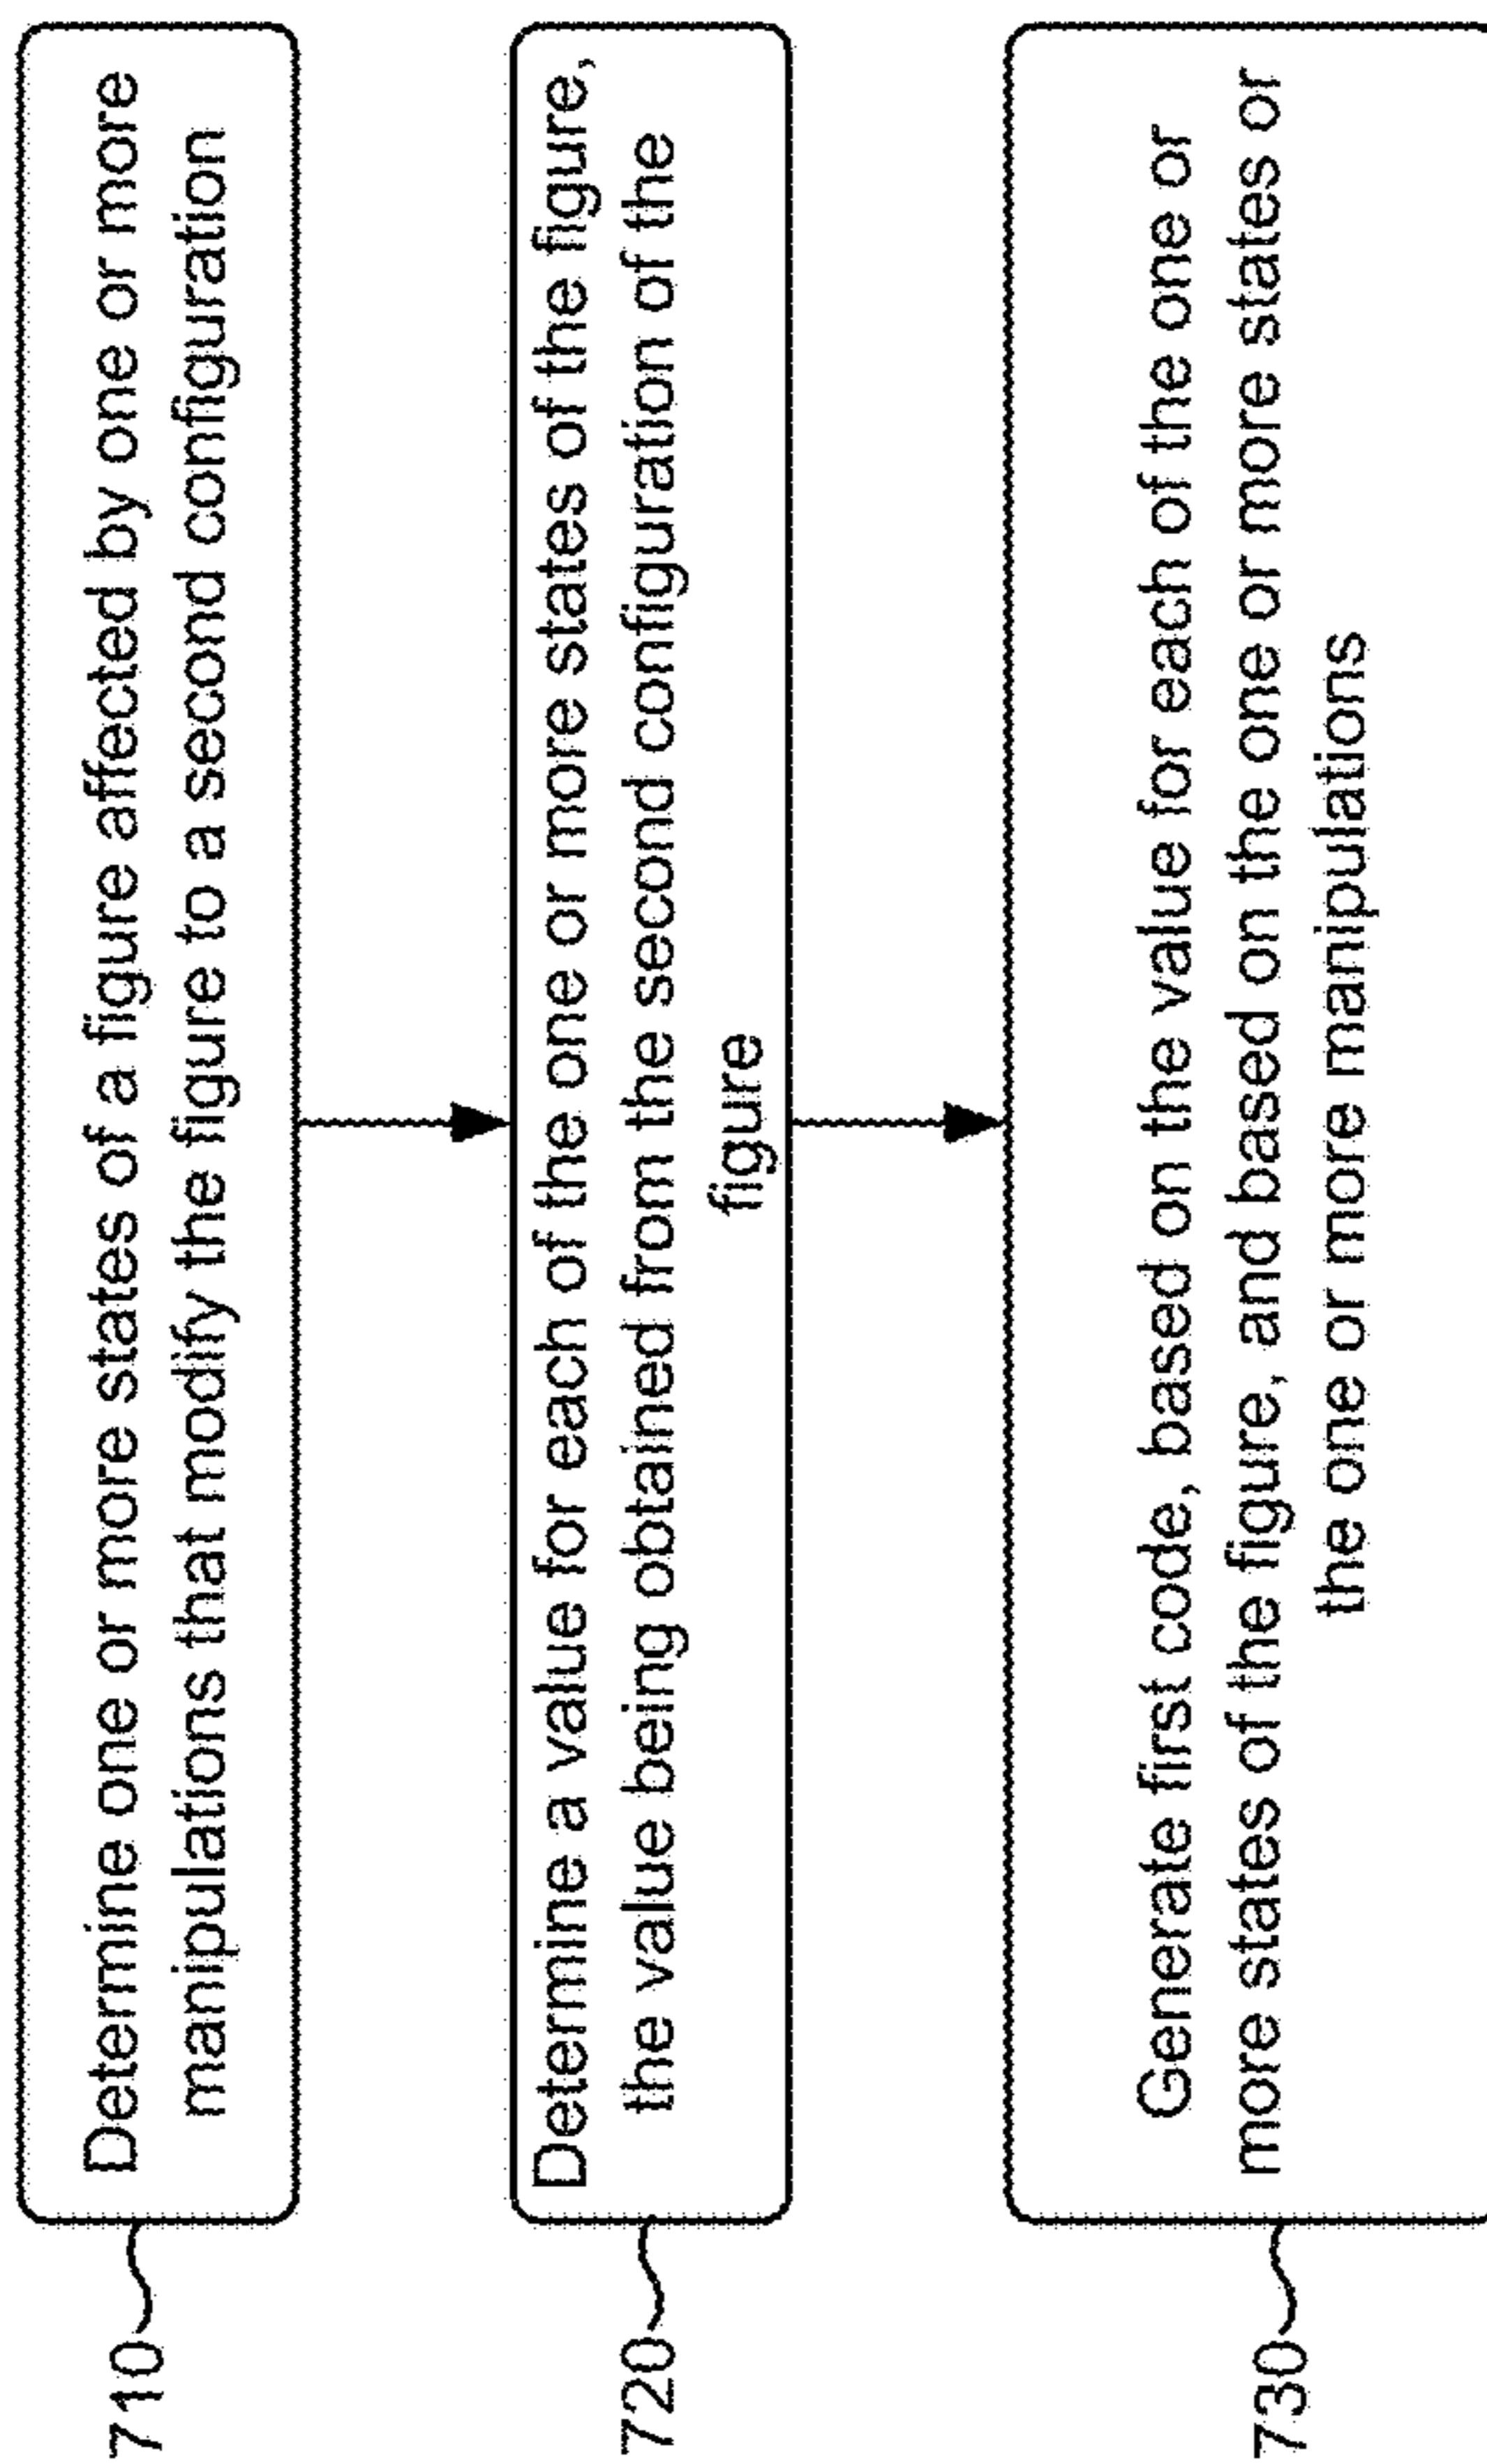 710
Determine one or more states of a figure affected by one or more
manipulations that modify the figure to a second configuration
720
Determine a value for each of the one or more states of the figure,
the value being obtained from the second configuration of the
figure
730
Generate first code, based on the value for each of the one or
more states of the figure, and based on the one or more states or
the one or more manipulations